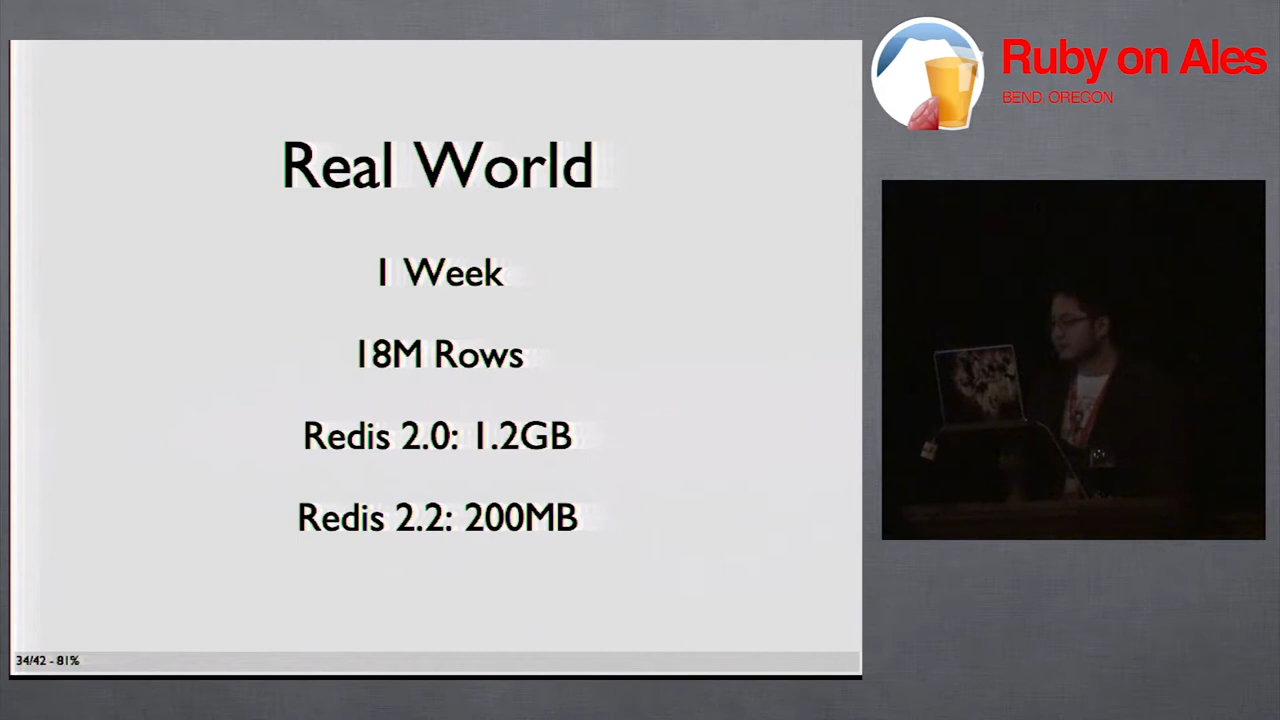 Real World
1 Week
18M Rows
Redis 2.0: 1.2GB
Redis 2.2: 200MB
34/42 - 81%
Ruby on Ales
BEND OREGON